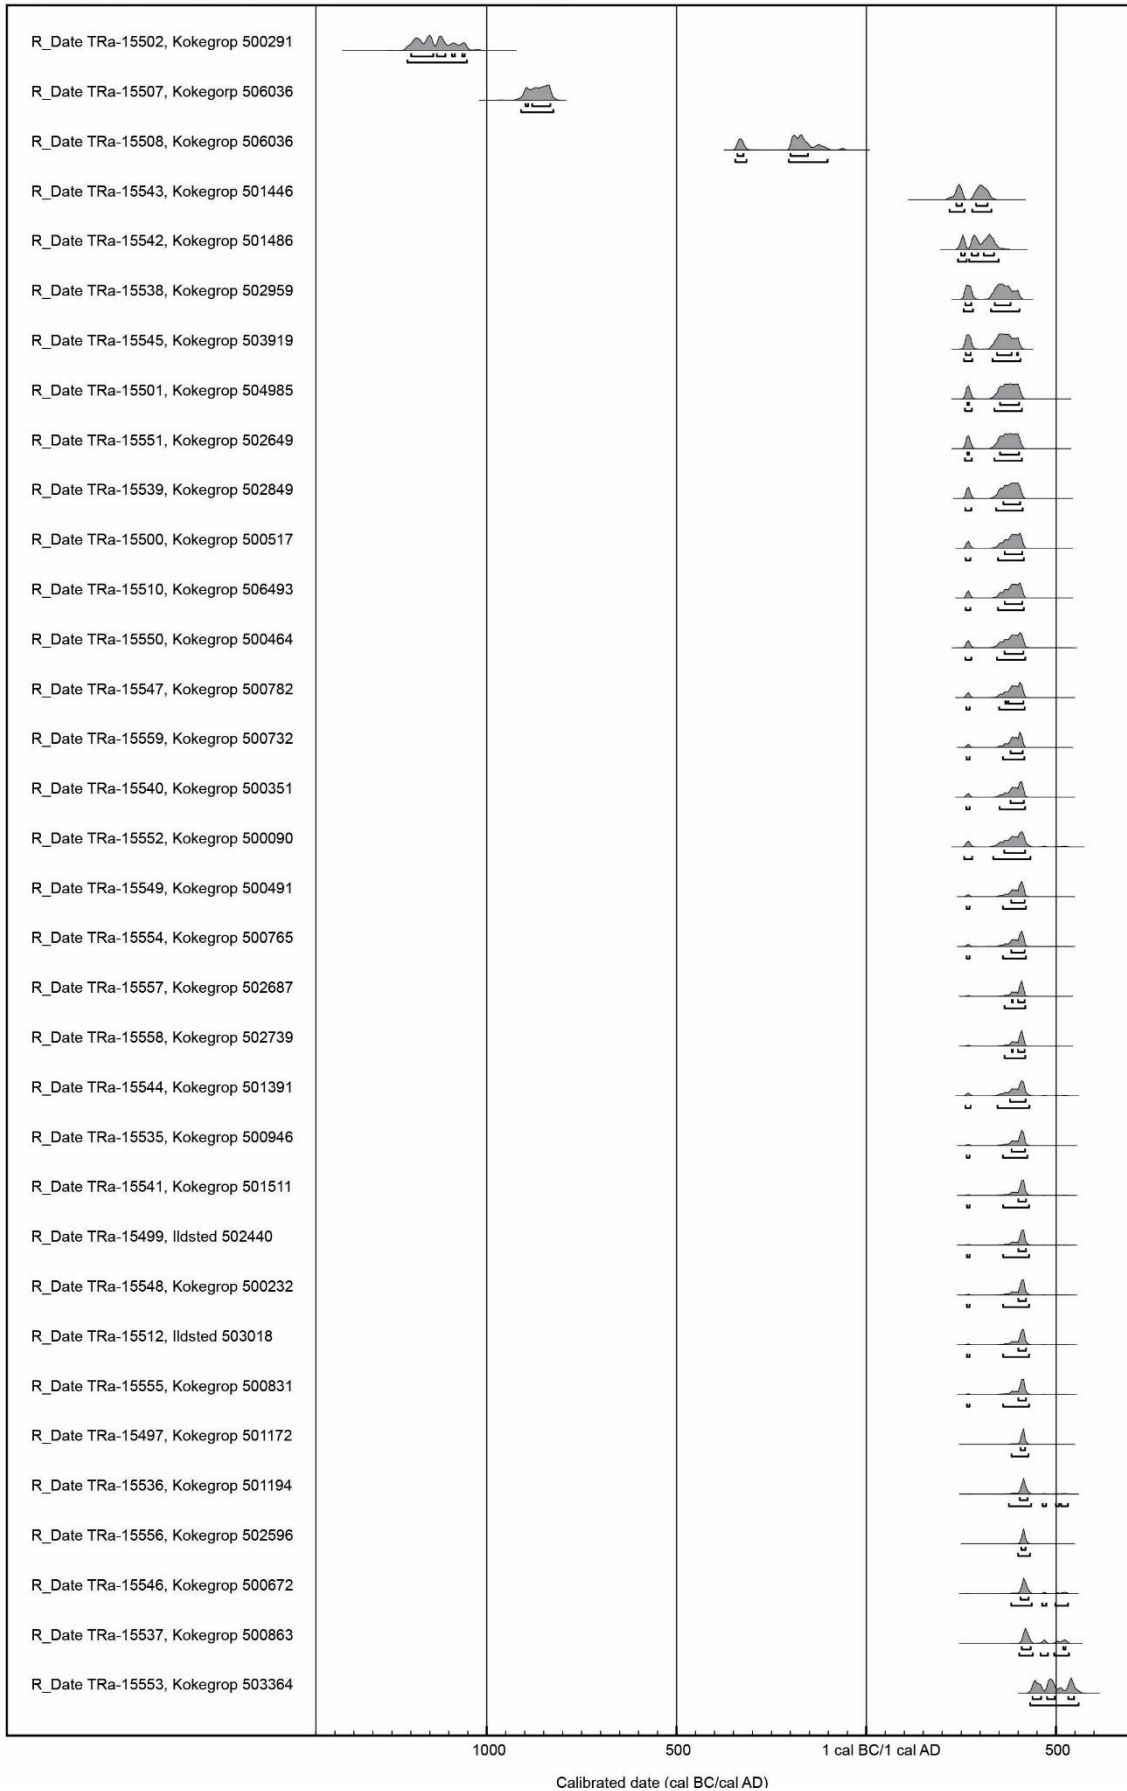 R_Date TRa-15502, Kokegrop 500291
R_Date TRa-15507, Kokegorp 506036
R_Date TRa-15508, Kokegrop 506036
R_Date TRa-15543, Kokegrop 501446
R_Date TRa-15542, Kokegrop 501486
R_Date TRa-15538, Kokegrop 502959
R_Date TRa-15545, Kokegrop 503919
R_Date TRa-15501, Kokegrop 504985
R_Date TRa-15551, Kokegrop 502649
R_Date TRa-15539, Kokegrop 502849
R_Date TRa-15500, Kokegrop 500517
R_Date TRa-15510, Kokegrop 506493
R_Date TRa-15550, Kokegrop 500464
R_Date TRa-15547, Kokegrop 500782
R_Date TRa-15559, Kokegrop 500732
R_Date TRa-15540, Kokegrop 500351
R_Date TRa-15552, Kokegrop 500090
R_Date TRa-15549, Kokegrop 500491
R_Date TRa-15554, Kokegrop 500765
R_Date TRa-15557, Kokegrop 502687
R_Date TRa-15558, Kokegrop 502739
R_Date TRa-15544, Kokegrop 501391
R_Date TRa-15535, Kokegrop 500946
R_Date TRa-15541, Kokegrop 501511
R_Date TRa-15499, Ildsted 502440
R_Date TRa-15548, Kokegrop 500232
R_Date TRa-15512, Ildsted 503018
R_Date TRa-15555, Kokegrop 500831
R_Date TRa-15497, Kokegrop 501172
R_Date TRa-15536, Kokegrop 501194
R_Date TRa-15556, Kokegrop 502596
R_Date TRa-15546, Kokegrop 500672
R_Date TRa-15537, Kokegrop 500863
R_Date TRa-15553, Kokegrop 503364
1000 500 1 cal BC/1 cal AD 500
Calibrated date (cal BC/cal AD)